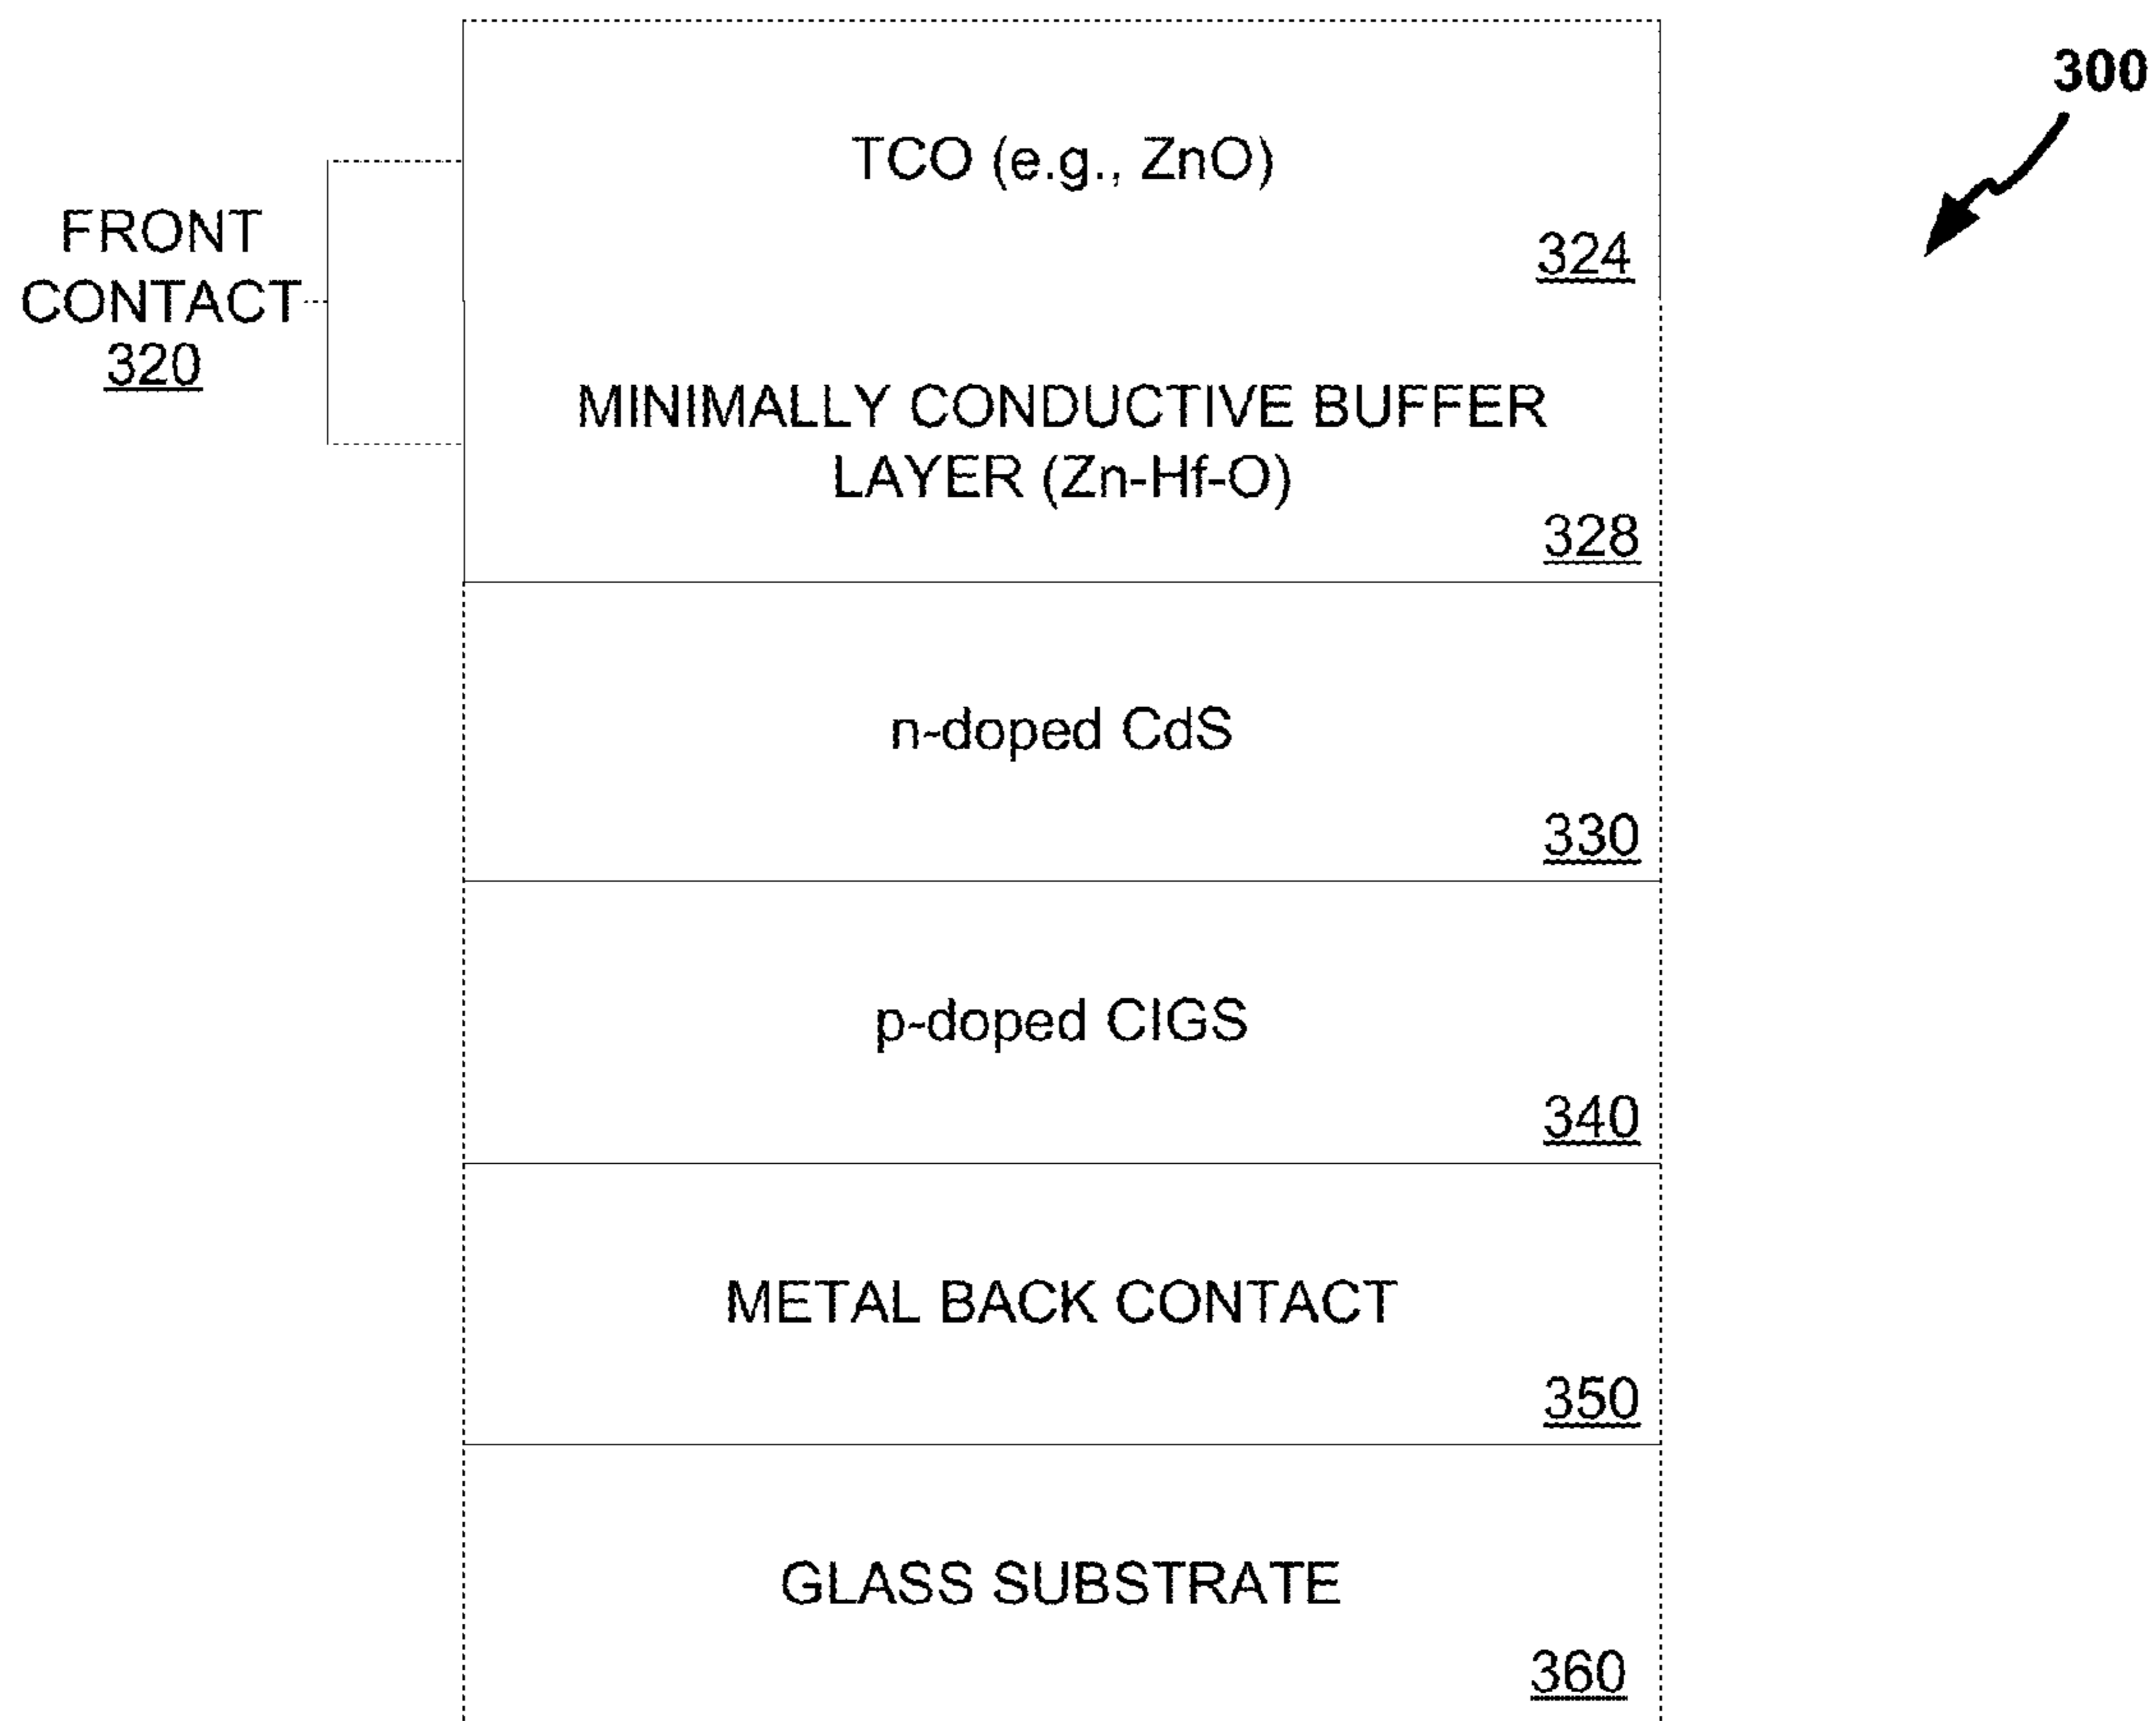 300
TCO (e.g., ZnO)
324
FRONT
CONTACT
320
MINIMALLY CONDUCTIVE BUFFER
LAYER (Zn-Hf-O)
328
n-doped CdS
330
p-doped CIGS
340
METAL BACK CONTACT
350
GLASS SUBSTRATE
360